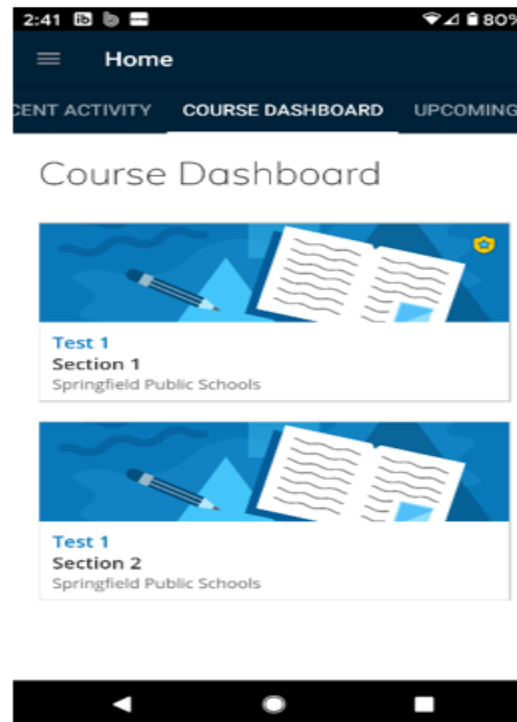 2:41 80%
Home
CENT ACTIVITY COURSE DASHBOARD UPCOMING
Course Dashboard
Test 1
Section 1
Springfield Public Schools
Test 1
Section 2
Springfield Public Schools